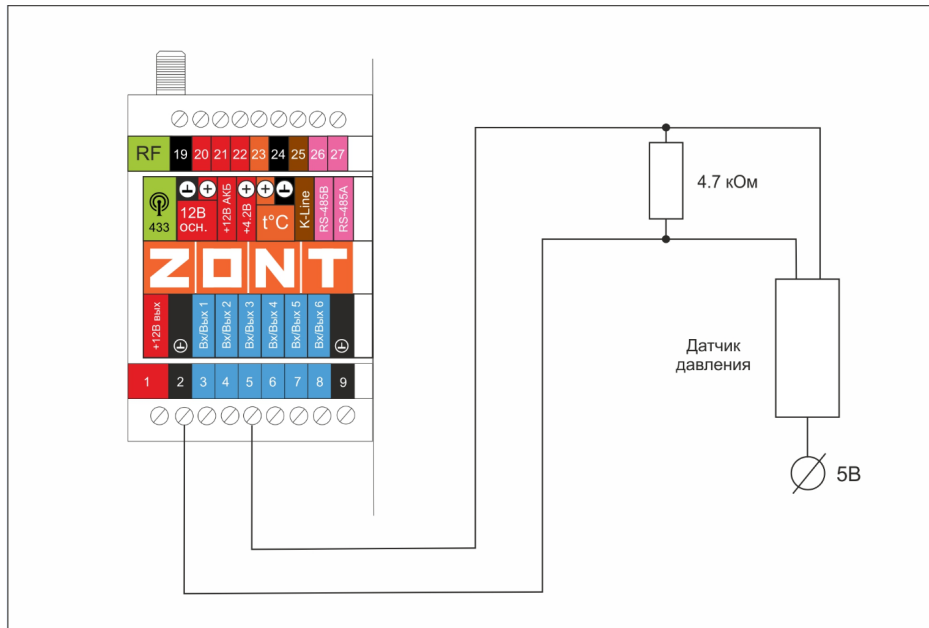 RF 19 20 21 22 23 24 25 26 27
433
12В
осн.
+12В АКБ
+4.2В
t°C
K-Line
RS-485B
RS-485A
ZONT
+12В вых
Вх/Вых 1
Вх/Вых 2
Вх/Вых 3
Вх/Вых 4
Вх/Вых 5
Вх/Вых 6
1 2 3 4 5 6 7 8 9
4.7 кОм
Датчик
давления
5В